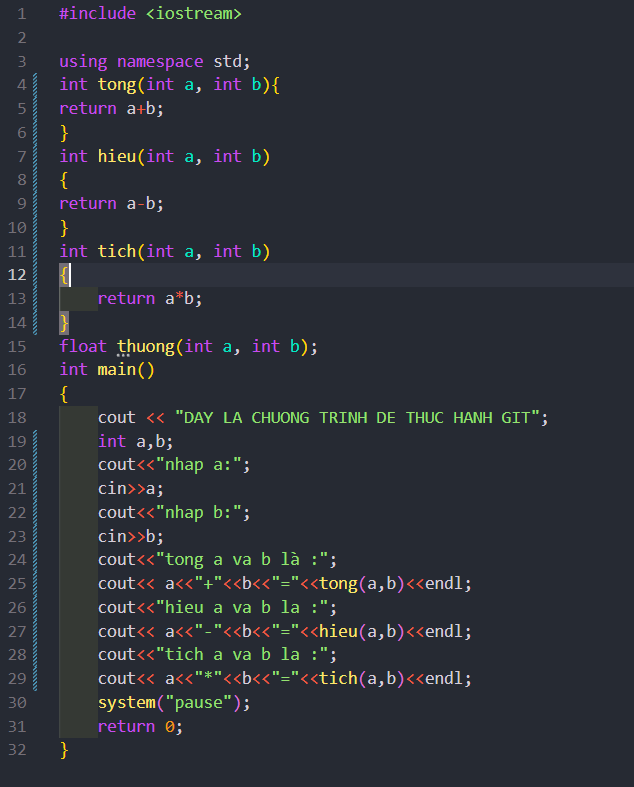 1 #include <iostream>
2
3 using namespace std;
4 int tong(int a, int b){
5 return a+b;
6 }
7 int hieu(int a, int b)
8 {
9 return a-b;
10 }
11 int tich(int a, int b)
12 {
13     return a*b;
14 }
15 float thuong(int a, int b);
16 int main()
17 {
18     cout << "DAY LA CHUONG TRINH DE THUC HANH GIT";
19     int a,b;
20     cout<<"nhap a:";
21     cin>>a;
22     cout<<"nhap b:";
23     cin>>b;
24     cout<<"tong a va b là :";
25     cout<< a<<"+"<<b<<"="<<tong(a,b)<<endl;
26     cout<<"hieu a va b la :";
27     cout<< a<<"-"<<b<<"="<<hieu(a,b)<<endl;
28     cout<<"tich a va b la :";
29     cout<< a<<"*"<<b<<"="<<tich(a,b)<<endl;
30     system("pause");
31     return 0;
32 }